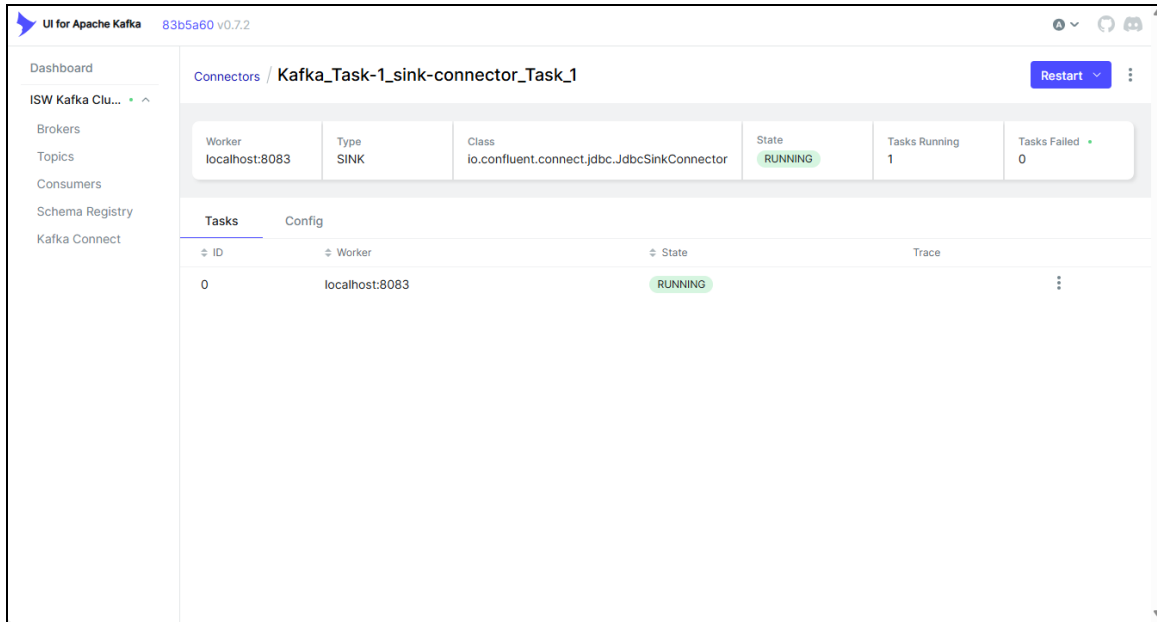 UI for Apache Kafka 83b5a60 v0.7.2 A
Dashboard
ISW Kafka Clu...
Brokers
Topics
Consumers
Schema Registry
Kafka Connect
Connectors / Kafka_Task-1_sink-connector_Task_1 Restart
Worker Type Class State Tasks Running Tasks Failed
localhost:8083 SINK io.confluent.connect.jdbc.JdbcSinkConnector RUNNING 1 0
Tasks Config
ID Worker State Trace
0 localhost:8083 RUNNING